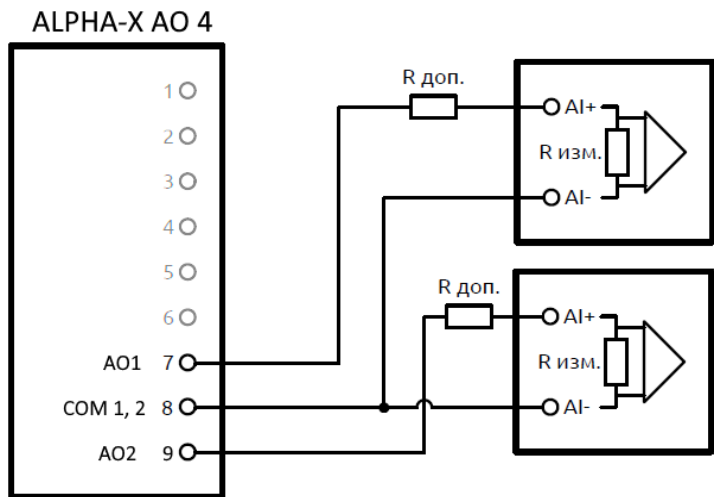 ALPHA-X AO 4
1
2
3
4
5
6
AO1 7
COM 1, 2 8
AO2 9
R доп.
AI+
R изм.
AI-
R доп.
AI+
R изм.
AI-